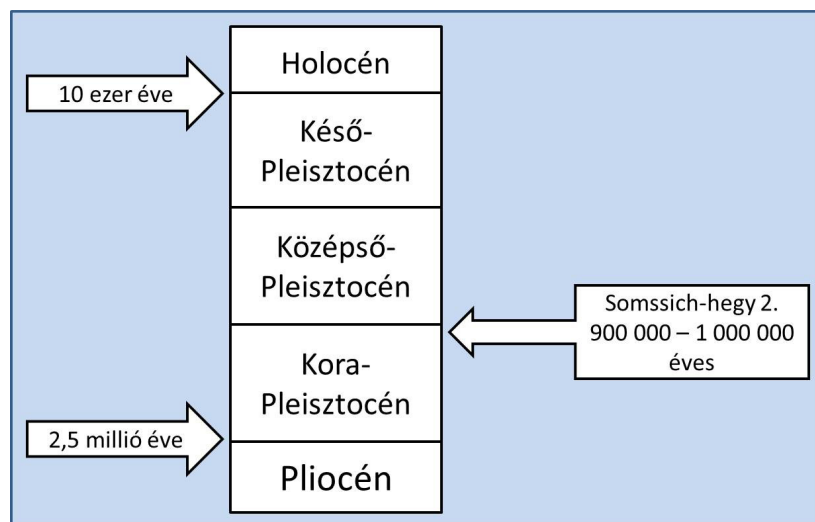 Holocén
10 ezer éve
Késő-
Pleisztocén
Középső-
Pleisztocén
Somssich-hegy 2.
900 000 – 1 000 000
éves
Kora-
Pleisztocén
2,5 millió éve
Pliocén